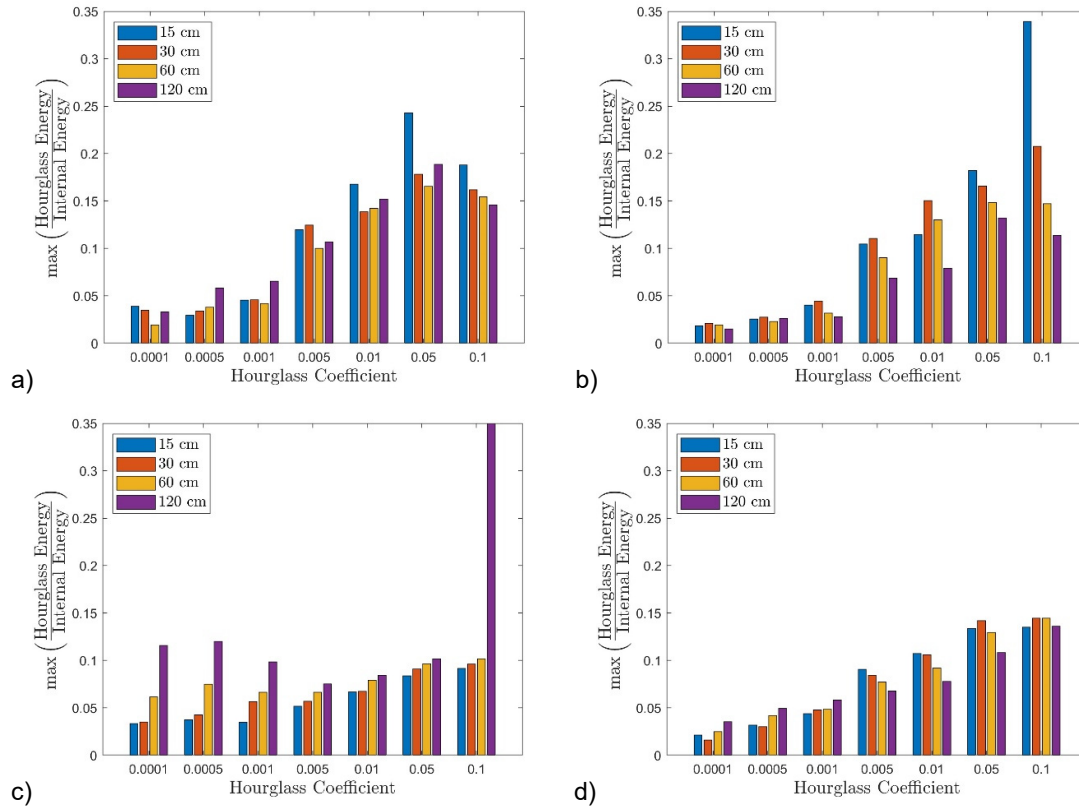 0.35
0.3
0.25
0.2
0.15
0.1
0.05
0
max ( Hourglass Energy / Internal Energy )
15 cm
30 cm
60 cm
120 cm
0.0001 0.0005 0.001 0.005 0.01 0.05 0.1
Hourglass Coefficient
a)
0.35
0.3
0.25
0.2
0.15
0.1
0.05
0
max ( Hourglass Energy / Internal Energy )
15 cm
30 cm
60 cm
120 cm
0.0001 0.0005 0.001 0.005 0.01 0.05 0.1
Hourglass Coefficient
b)
0.35
0.3
0.25
0.2
0.15
0.1
0.05
0
max ( Hourglass Energy / Internal Energy )
15 cm
30 cm
60 cm
120 cm
0.0001 0.0005 0.001 0.005 0.01 0.05 0.1
Hourglass Coefficient
c)
0.35
0.3
0.25
0.2
0.15
0.1
0.05
0
max ( Hourglass Energy / Internal Energy )
15 cm
30 cm
60 cm
120 cm
0.0001 0.0005 0.001 0.005 0.01 0.05 0.1
Hourglass Coefficient
d)